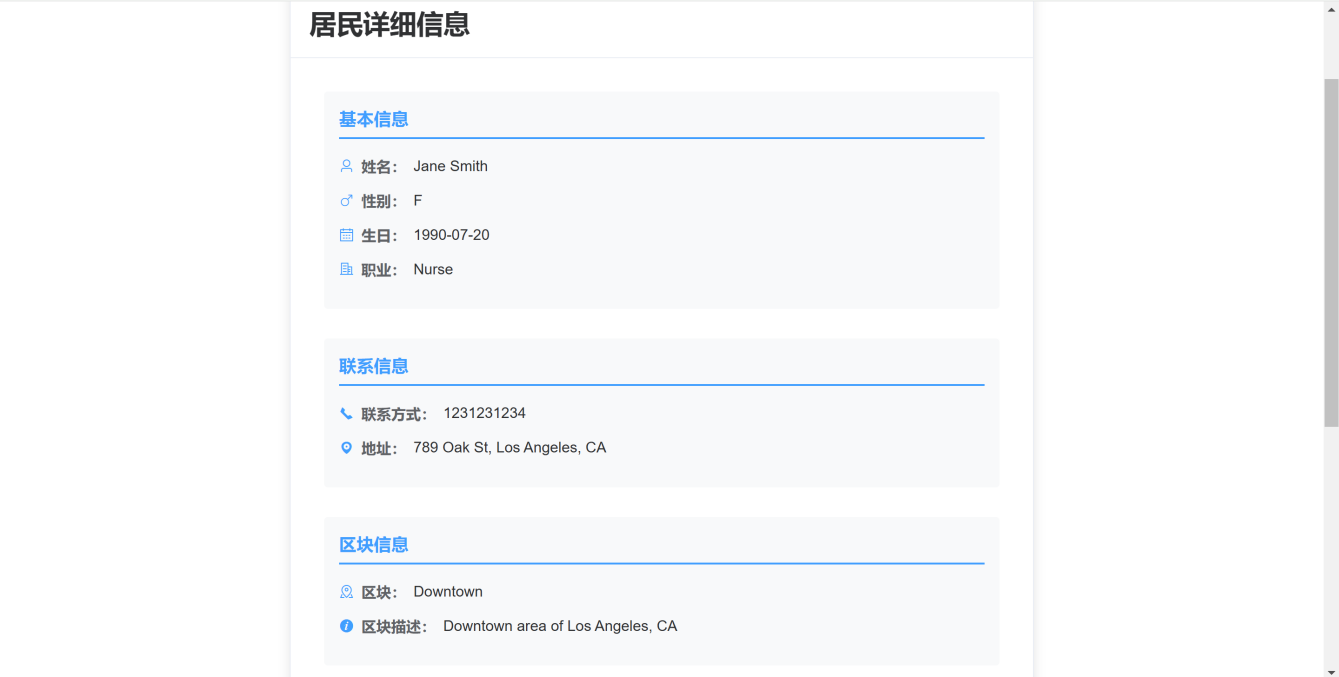 居民详细信息
基本信息
姓名： Jane Smith
性别： F
生日： 1990-07-20
职业： Nurse
联系信息
联系方式： 1231231234
地址： 789 Oak St, Los Angeles, CA
区块信息
区块： Downtown
区块描述： Downtown area of Los Angeles, CA